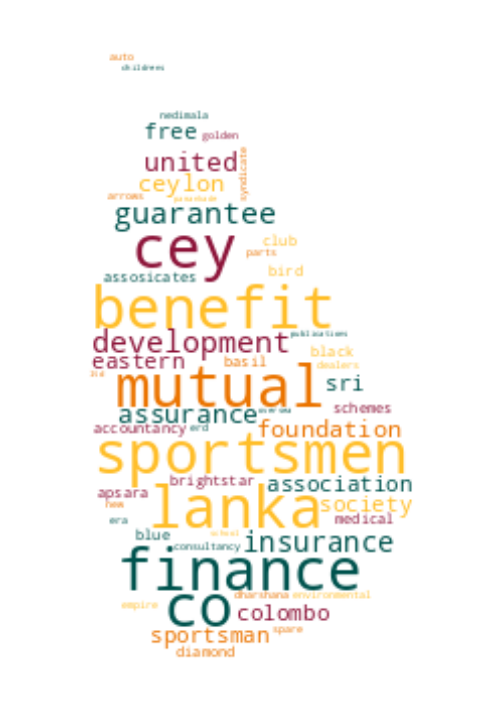 auto
childrens
nedimala
free golden
united syndicate
ceylon
arrows
guarantee
cey club
parts
bird
assosicates
benefit
development publications
eastern basil black
dealers
mutual sri
assurance oversea schemes
accountancy erd foundation
sportsmen
brightstar association
apsara
new lanka society
era medical
blue school
consultancy insurance
finance
dharshana environmental
empire co colombo
sportsman spare
diamond